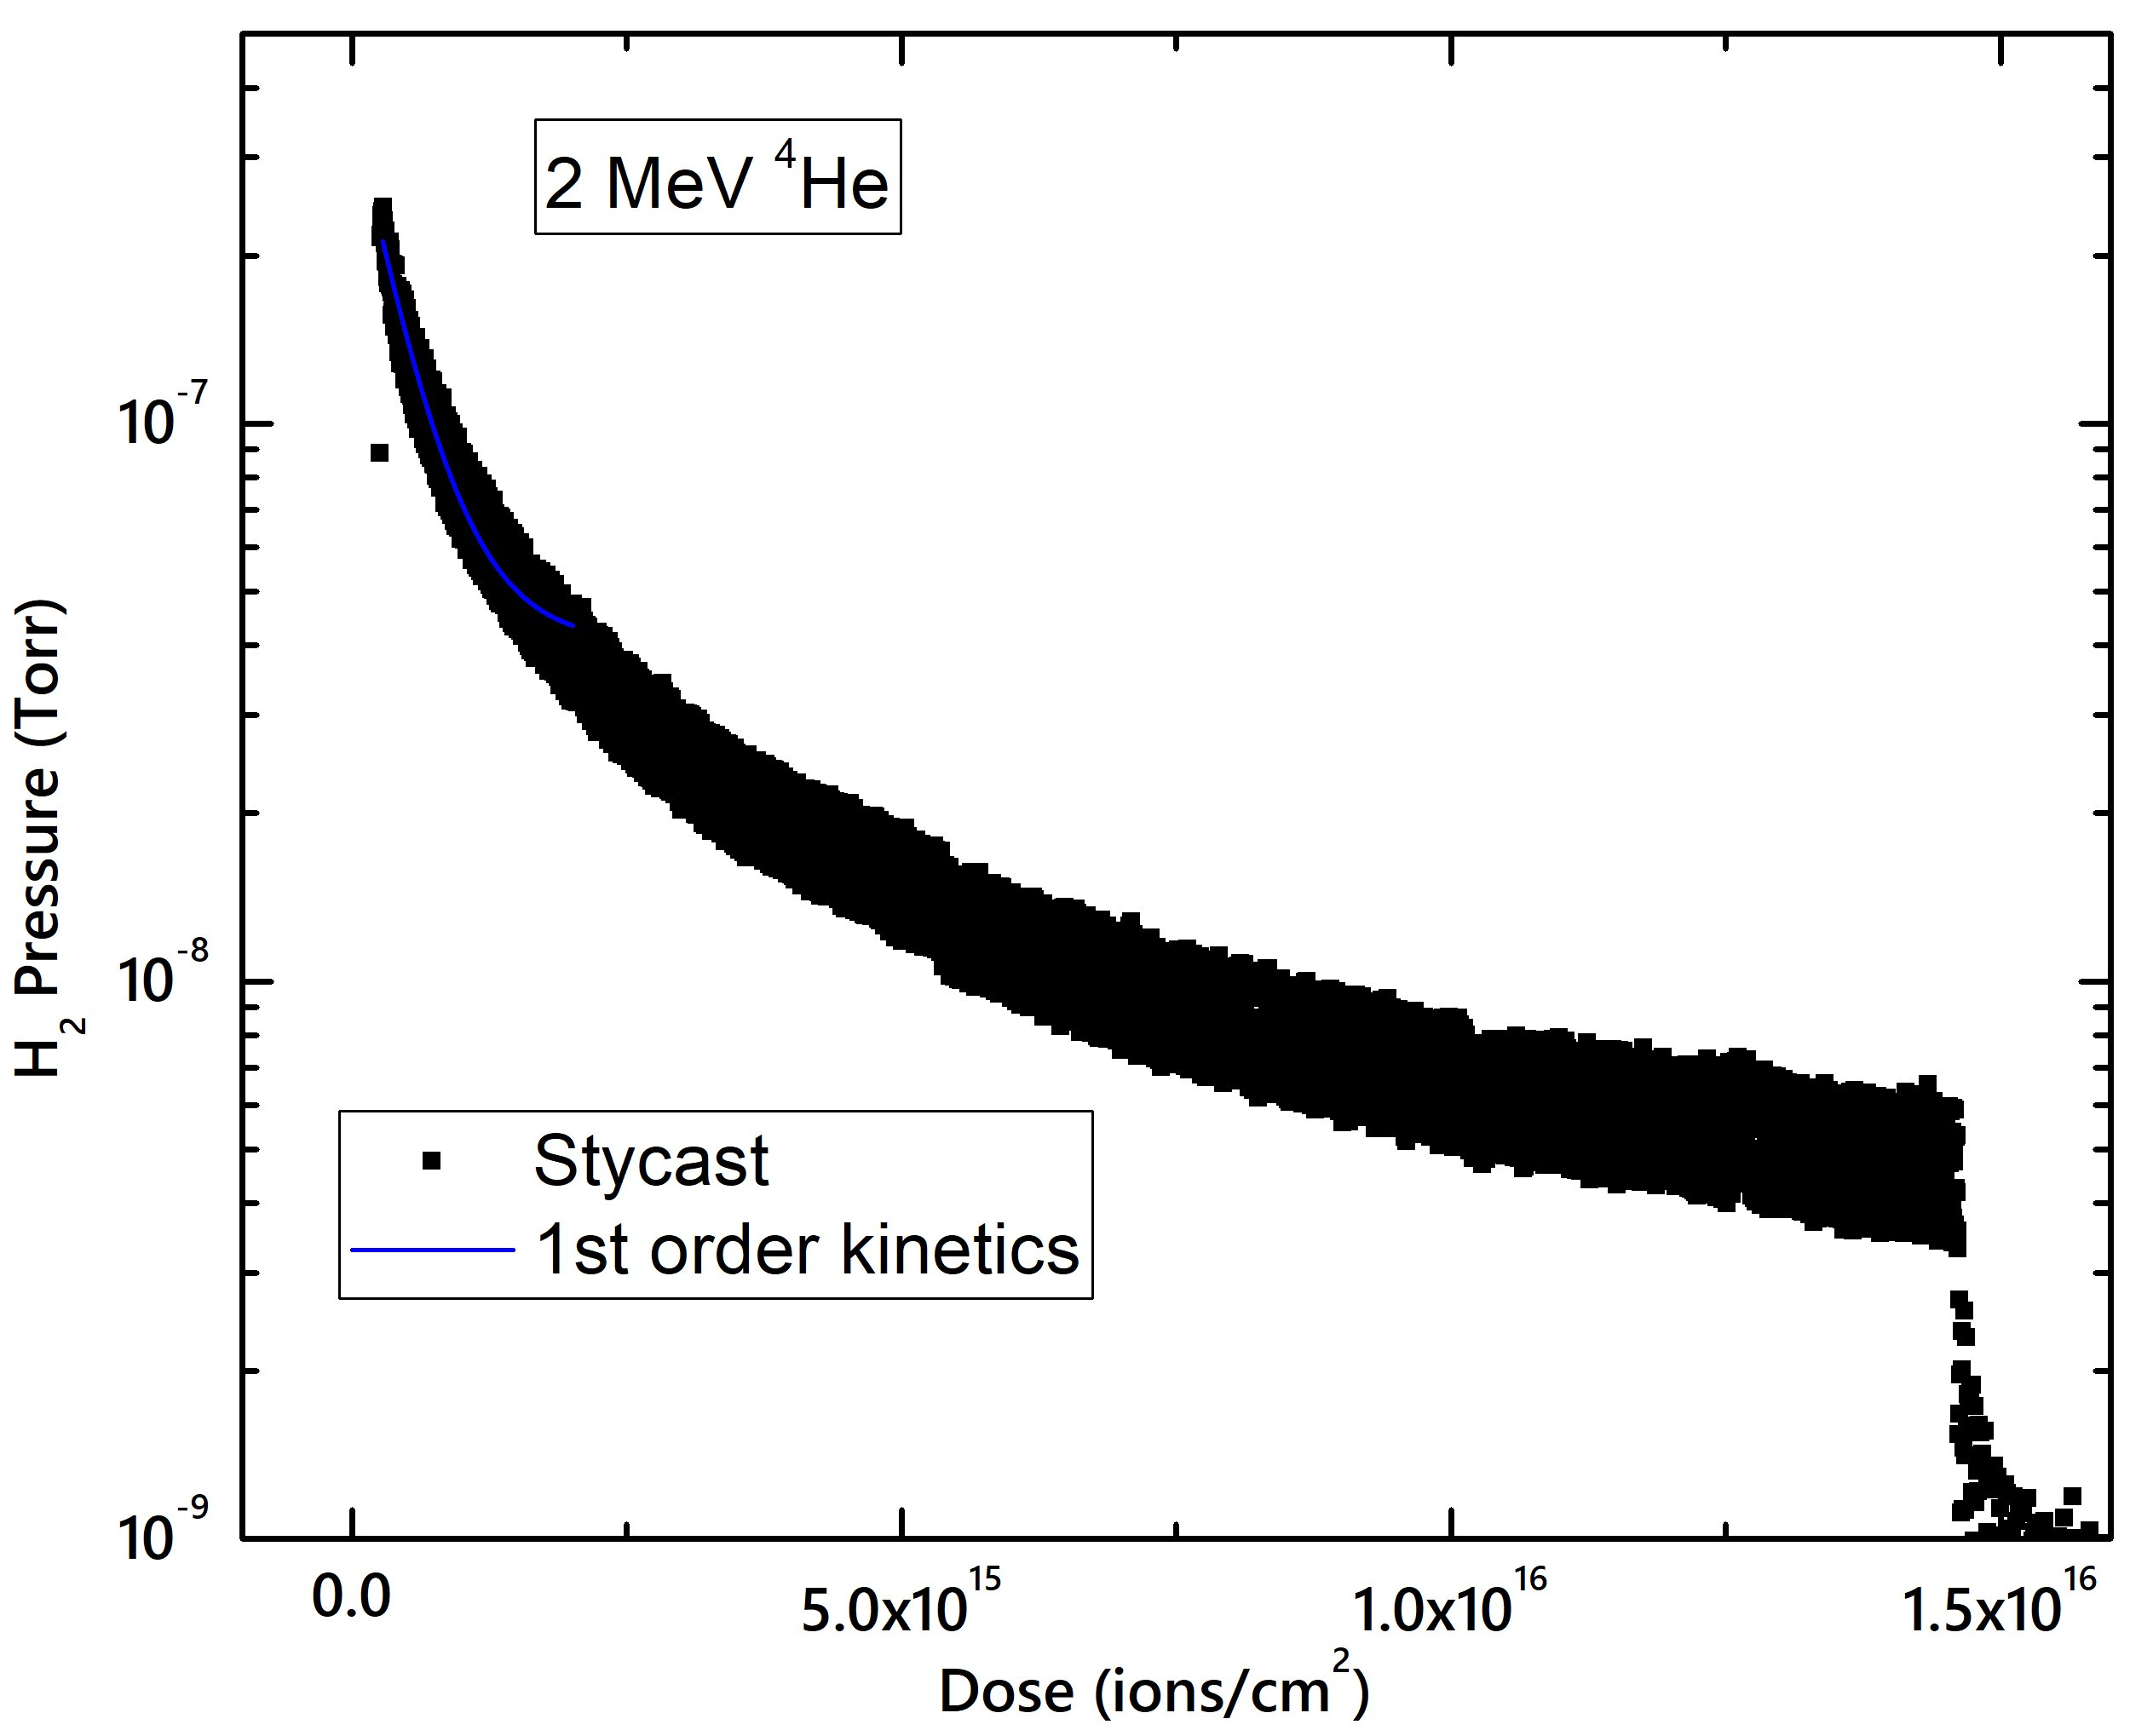 2 MeV ⁴He
10⁻⁷
10⁻⁸
10⁻⁹
H₂ Pressure (Torr)
Stycast
1st order kinetics
0.0
5.0x10¹⁵
1.0x10¹⁶
1.5x10¹⁶
Dose (ions/cm²)